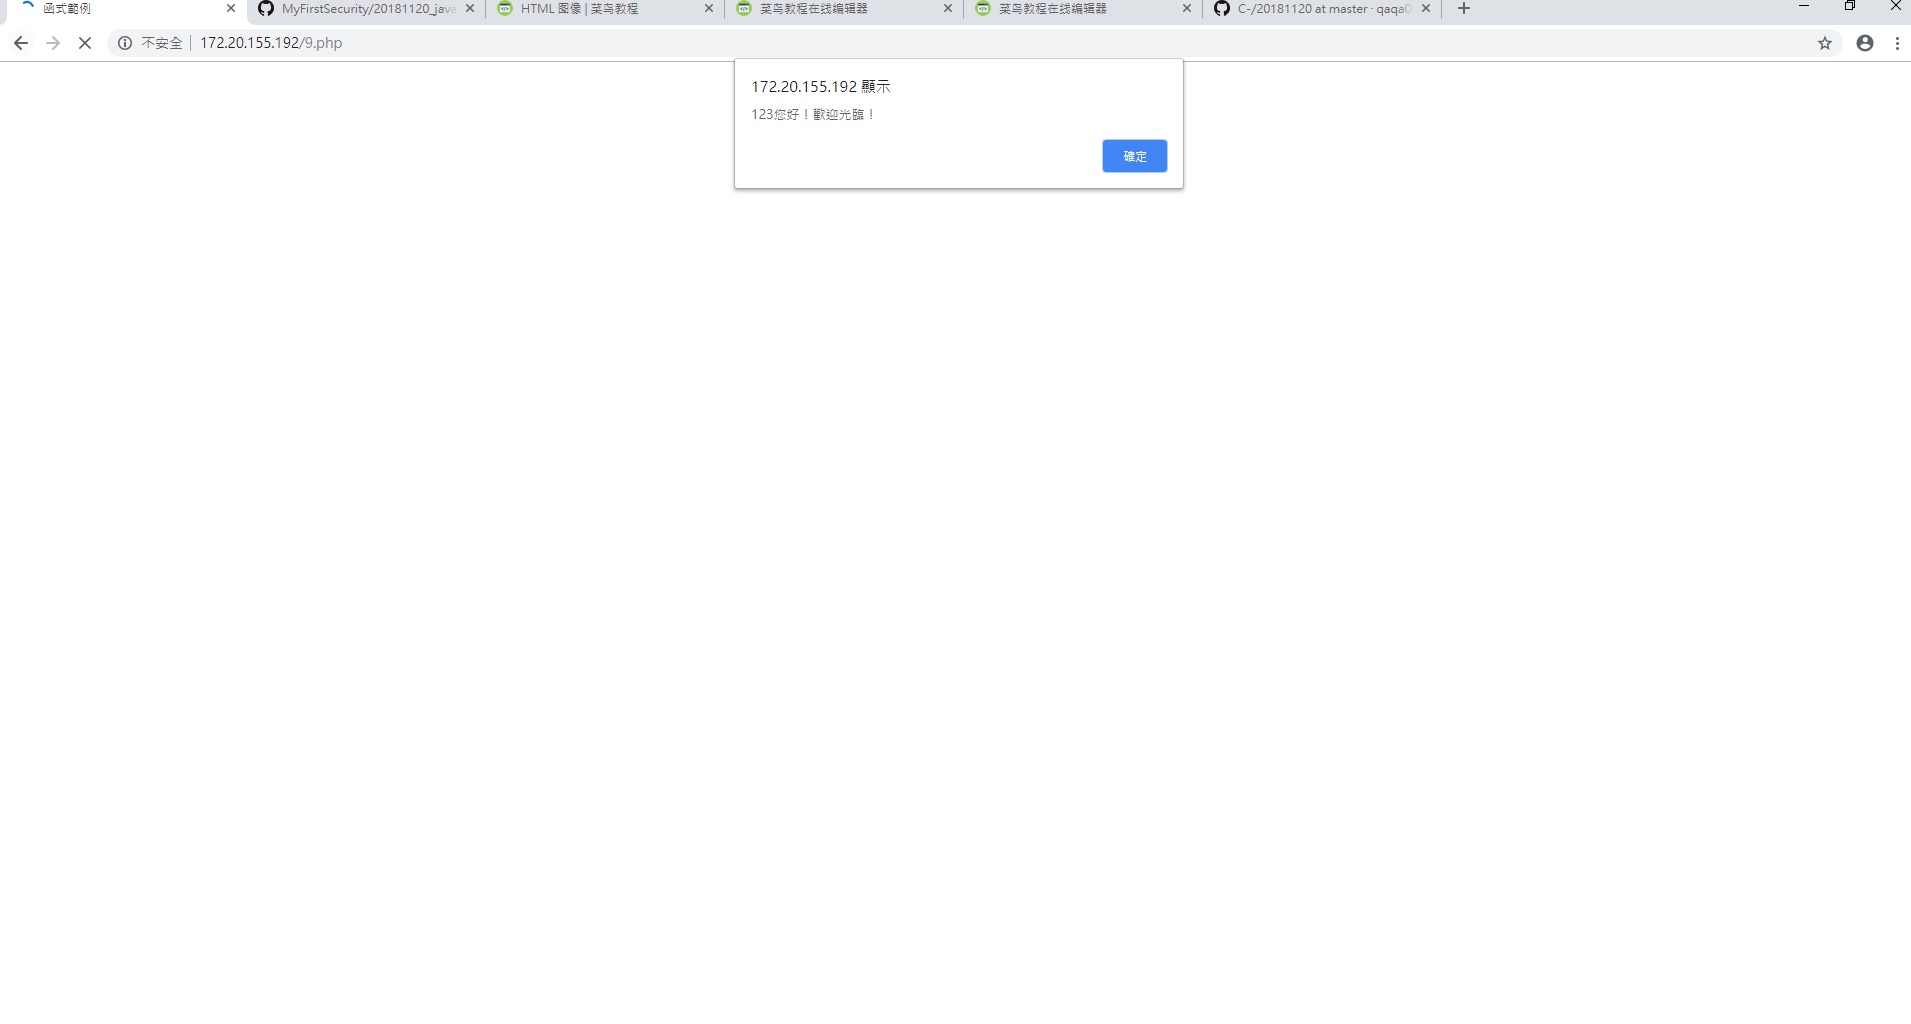 函式範例
MyFirstSecurity/20181120_java
HTML 图像 | 菜鸟教程
菜鸟教程在线编辑器
菜鸟教程在线编辑器
C-/20181120 at master · qaqa0
不安全 172.20.155.192/9.php
172.20.155.192 顯示
123您好！歡迎光臨！
確定